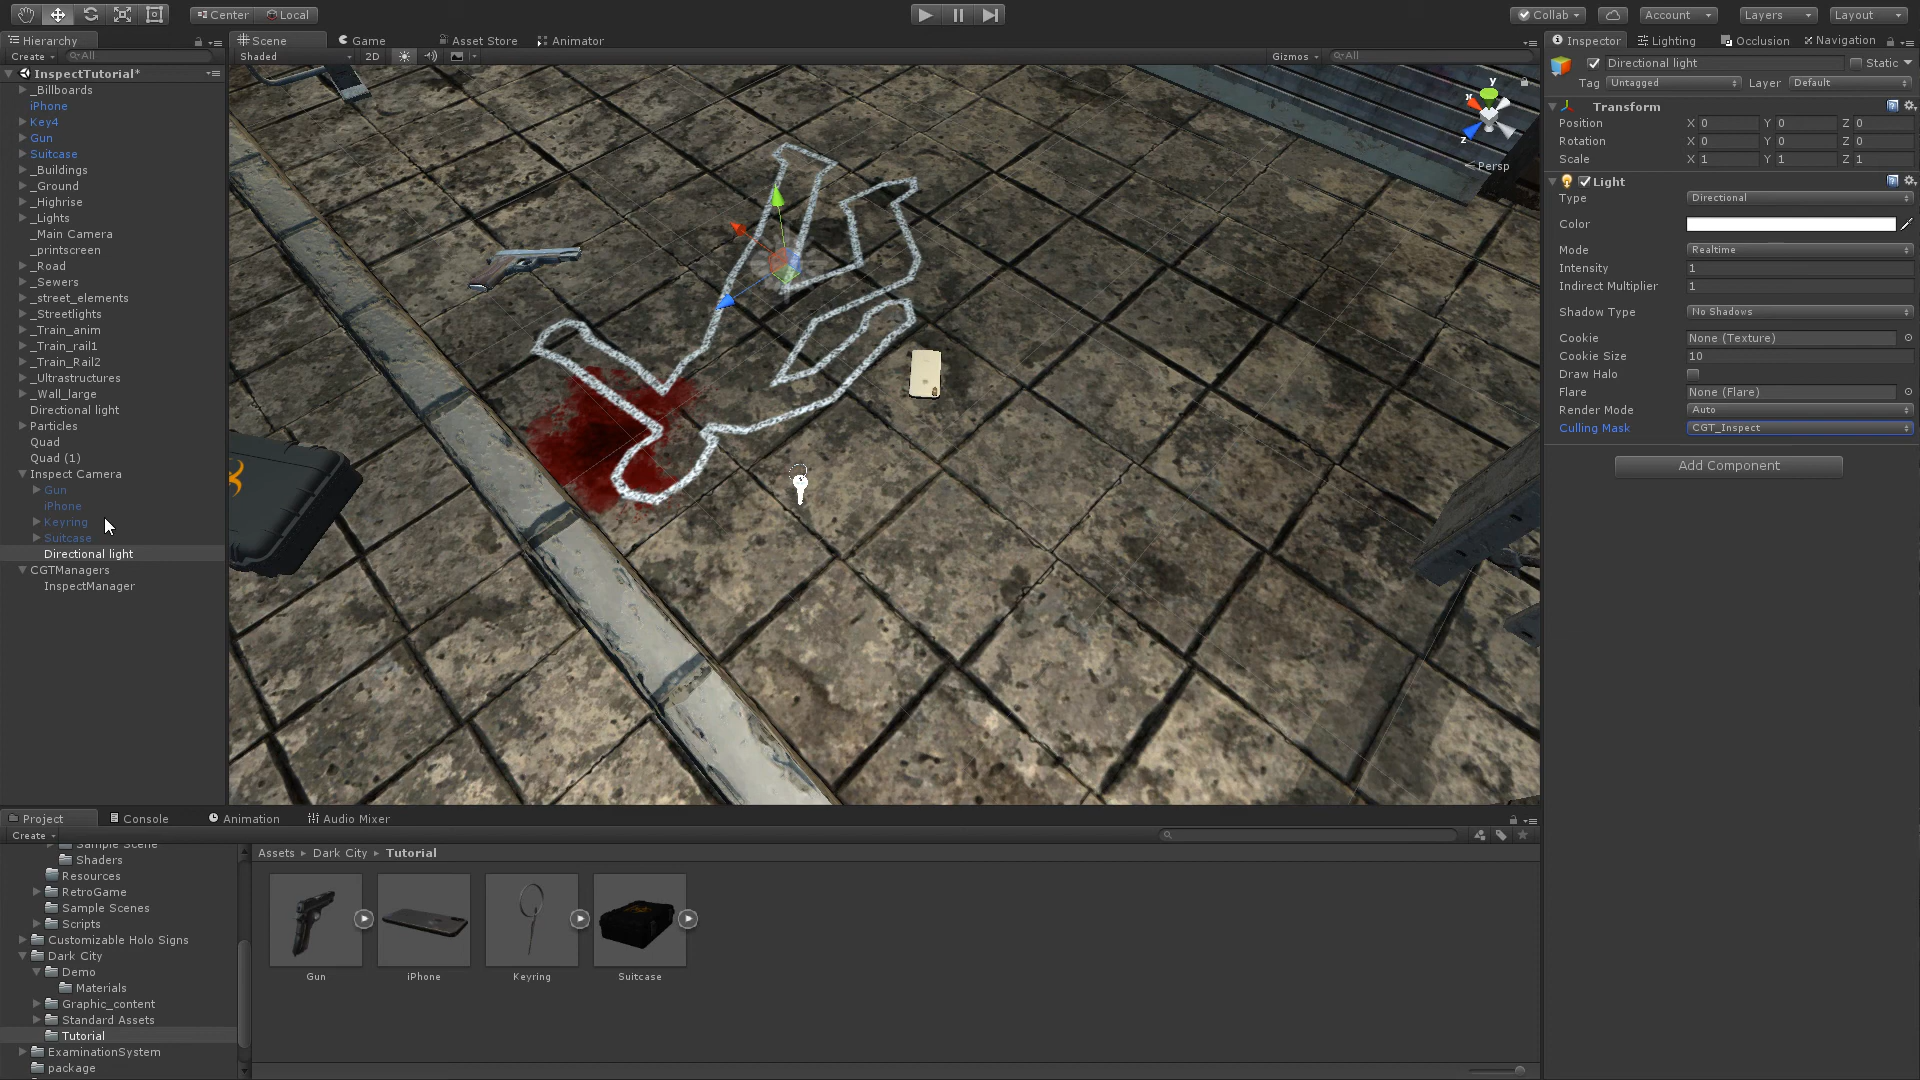 Center Local
Collab Account Layers Layout
Hierarchy
Create All
InspectTutorial*
_Billboards
iPhone
Key4
Gun
Suitcase
_Buildings
_Ground
_Highrise
_Lights
_Main Camera
_printscreen
_Road
_Sewers
_street_elements
_Streetlights
_Train_anim
_Train_rail1
_Train_Rail2
_Ultrastructures
_Wall_large
Directional light
Particles
Quad
Quad (1)
Inspect Camera
Gun
iPhone
Keyring
Suitcase
Directional light
CGTManagers
InspectManager
Scene Game Asset Store Animator
Shaded 2D Gizmos All
y
x
z
Persp
Inspector Lighting Occlusion Navigation
Directional light Static
Tag Untagged Layer Default
Transform
Position X 0 Y 0 Z 0
Rotation X 0 Y 0 Z 0
Scale X 1 Y 1 Z 1
Light
Type Directional
Color
Mode Realtime
Intensity 1
Indirect Multiplier 1
Shadow Type No Shadows
Cookie None (Texture)
Cookie Size 10
Draw Halo
Flare None (Flare)
Render Mode Auto
Culling Mask CGT_Inspect
Add Component
Project Console Animation Audio Mixer
Create
Sample Scene
Shaders
Resources
RetroGame
Sample Scenes
Scripts
Customizable Holo Signs
Dark City
Demo
Materials
Graphic_content
Standard Assets
Tutorial
ExaminationSystem
package
Assets Dark City Tutorial
Gun iPhone Keyring Suitcase